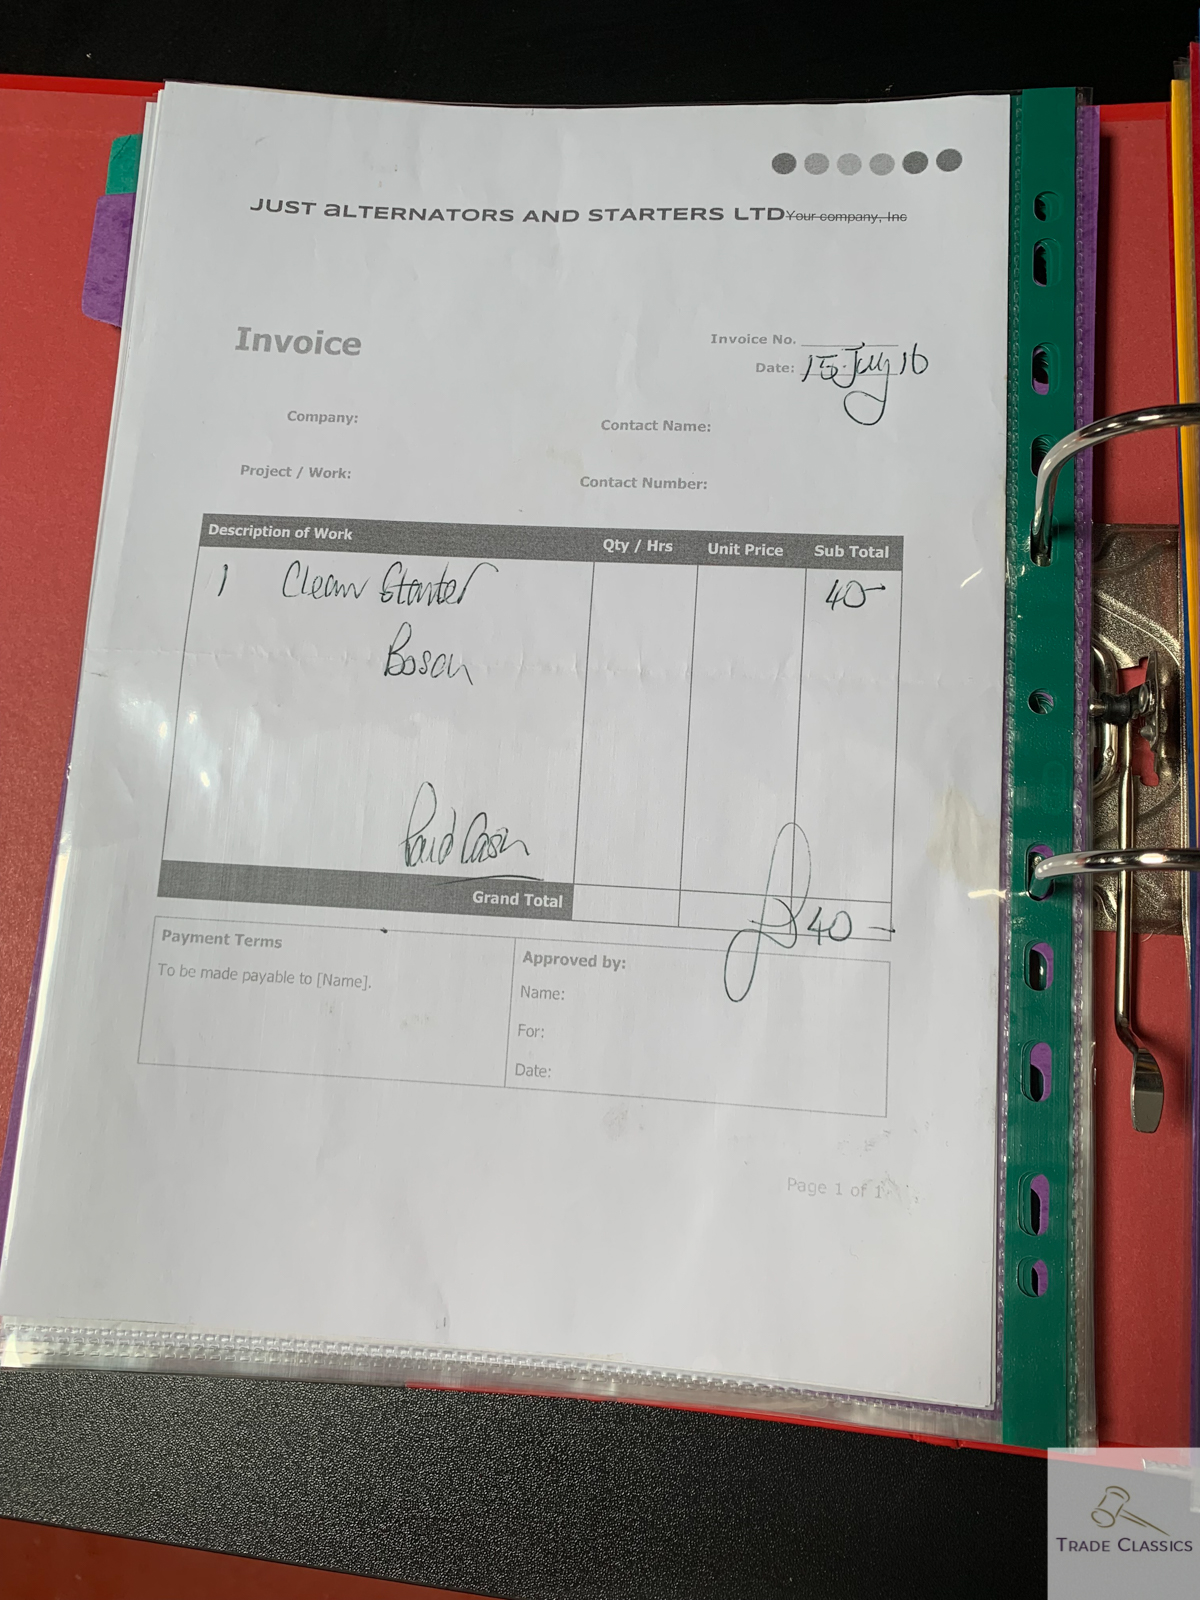 JUST aLTERNATORS AND STARTERS LTD Your company, Inc
Invoice
Invoice No.
Date: 15 July 16
Company:
Contact Name:
Project / Work:
Contact Number:
Description of Work Qty / Hrs Unit Price Sub Total
1 Clean Starter 40-
Bosch
Paid Cash
Grand Total £40-
Payment Terms
To be made payable to [Name].
Approved by:
Name:
For:
Date:
Page 1 of 1
TRADE CLASSICS